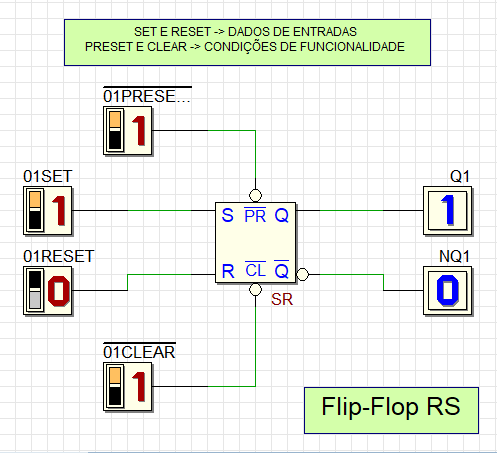 SET E RESET -> DADOS DE ENTRADAS
PRESET E CLEAR -> CONDIÇÕES DE FUNCIONALIDADE
01PRESE...
1
01SET
1
S PR Q
Q1
1
01RESET
0
R CL Q
NQ1
0
SR
01CLEAR
1
Flip-Flop RS